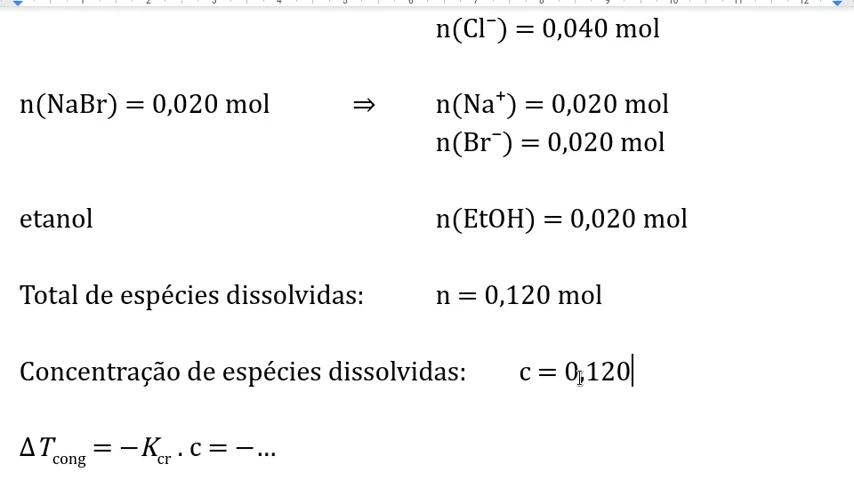 n(Cl⁻) = 0,040 mol
n(NaBr) = 0,020 mol ⇒ n(Na⁺) = 0,020 mol
n(Br⁻) = 0,020 mol
etanol n(EtOH) = 0,020 mol
Total de espécies dissolvidas: n = 0,120 mol
Concentração de espécies dissolvidas: c = 0,120
ΔT_cong = −K_cr . c = −...